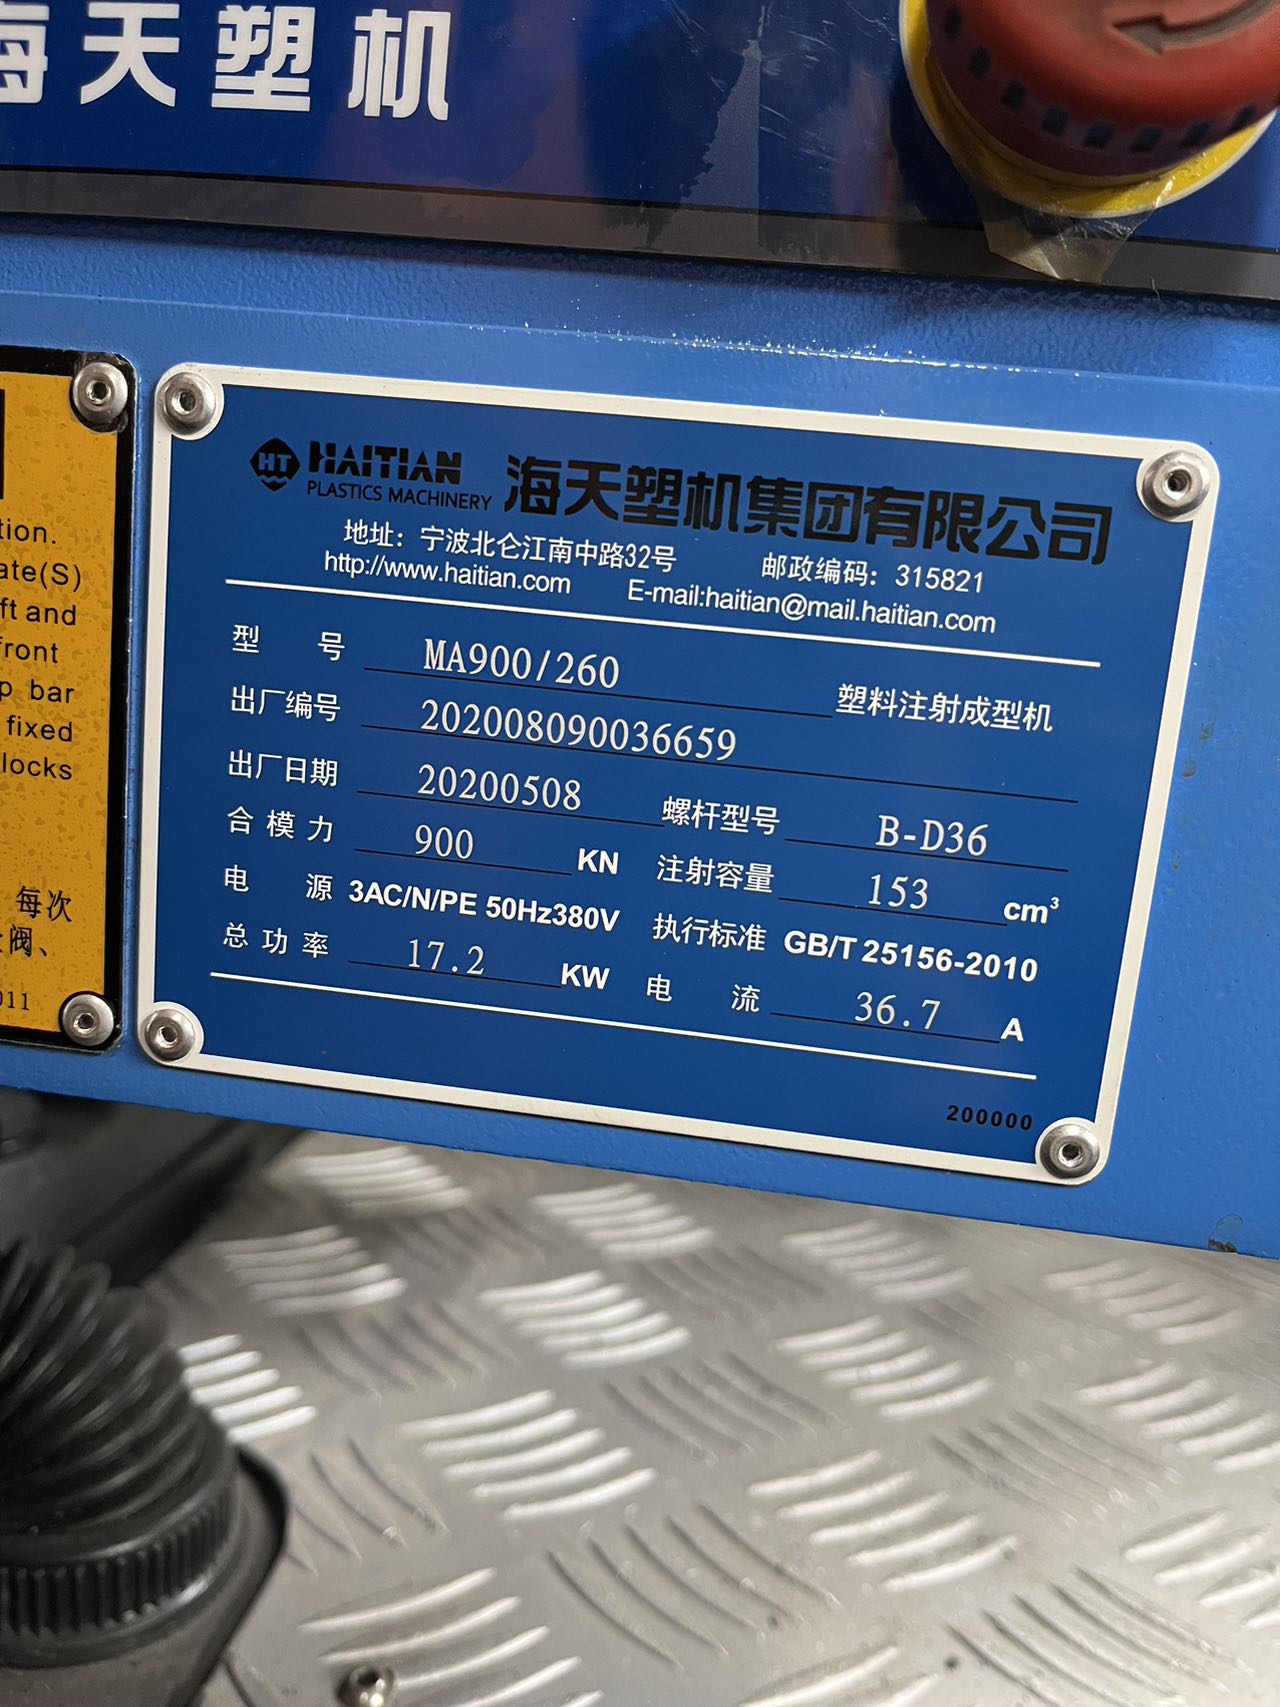 海天塑机
tion.
ate(S)
ft and
front
p bar
fixed
locks
每次
阀、
011
HT HAITIAN
PLASTICS MACHINERY
海天塑机集团有限公司
地址：宁波北仑江南中路32号 邮政编码：315821
http://www.haitian.com E-mail:haitian@mail.haitian.com
型 号 MA900/260 塑料注射成型机
出厂编号 202008090036659
出厂日期 20200508 螺杆型号 B-D36
合模力 900 KN 注射容量 153 cm³
电 源 3AC/N/PE 50Hz380V 执行标准 GB/T 25156-2010
总功率 17.2 KW 电 流 36.7 A
200000